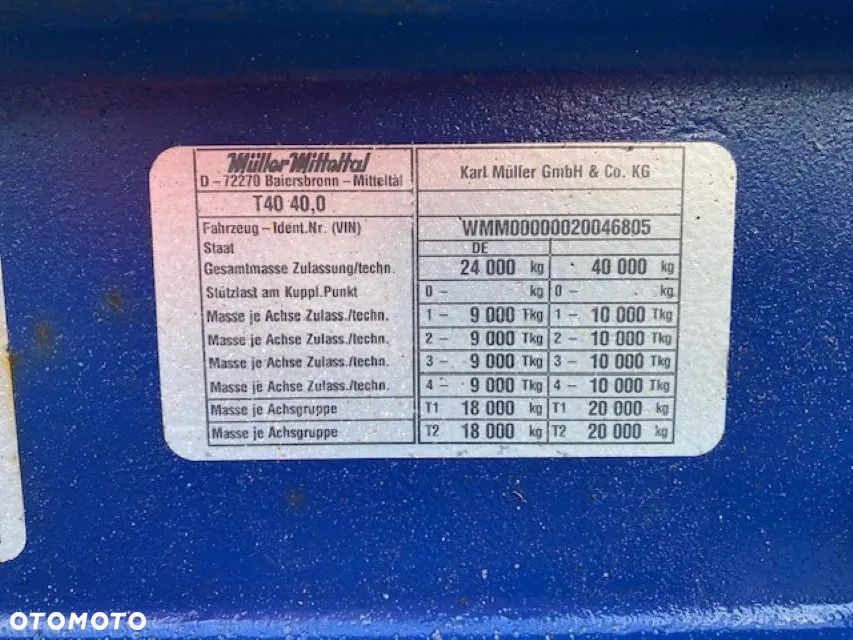 Müller Mitteltal Karl Müller GmbH & Co. KG
D - 72270 Baiersbronn - Mitteltal
T40 40,0
Fahrzeug - Ident.Nr. (VIN) WMM00000020046805
Staat DE
Gesamtmasse Zulassung/techn. 24 000 kg 40 000 kg
Stützlast am Kuppl.Punkt 0 - kg 0 - kg
Masse je Achse Zulass./techn. 1 - 9 000 Tkg 1 - 10 000 Tkg
Masse je Achse Zulass./techn. 2 - 9 000 Tkg 2 - 10 000 Tkg
Masse je Achse Zulass./techn. 3 - 9 000 Tkg 3 - 10 000 Tkg
Masse je Achse Zulass./techn. 4 - 9 000 Tkg 4 - 10 000 Tkg
Masse je Achsgruppe T1 18 000 kg T1 20 000 kg
Masse je Achsgruppe T2 18 000 kg T2 20 000 kg
OTOMOTO